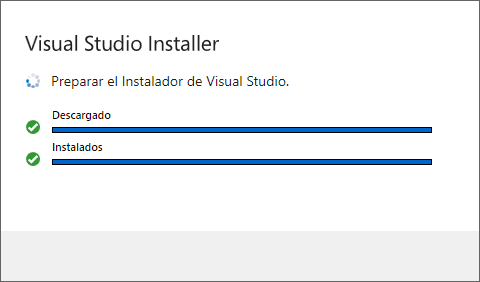 Visual Studio Installer
Preparar el Instalador de Visual Studio.
Descargado
Instalados